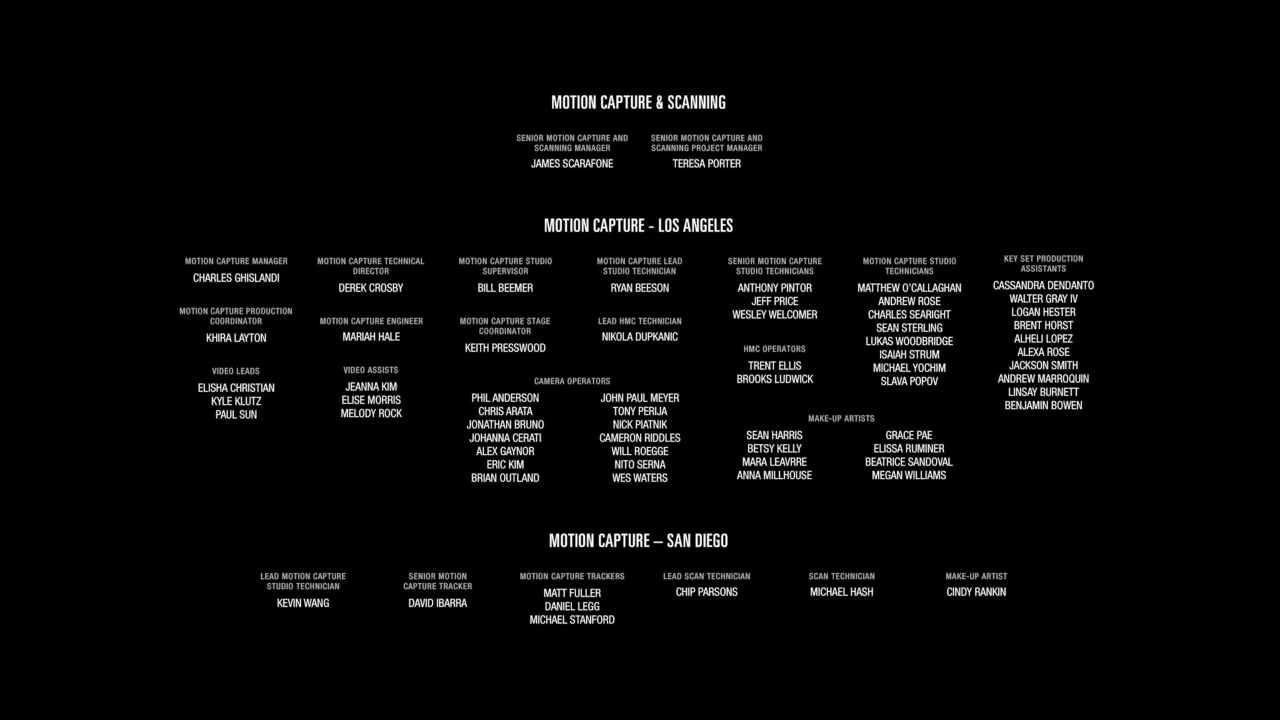 MOTION CAPTURE & SCANNING
SENIOR MOTION CAPTURE AND
SCANNING MANAGER
JAMES SCARAFONE
SENIOR MOTION CAPTURE AND
SCANNING PROJECT MANAGER
TERESA PORTER
MOTION CAPTURE - LOS ANGELES
MOTION CAPTURE MANAGER
CHARLES GHISLANDI
MOTION CAPTURE PRODUCTION
COORDINATOR
KHIRA LAYTON
VIDEO LEADS
ELISHA CHRISTIAN
KYLE KLUTZ
PAUL SUN
MOTION CAPTURE TECHNICAL
DIRECTOR
DEREK CROSBY
MOTION CAPTURE ENGINEER
MARIAH HALE
VIDEO ASSISTS
JEANNA KIM
ELISE MORRIS
MELODY ROCK
MOTION CAPTURE STUDIO
SUPERVISOR
BILL BEEMER
MOTION CAPTURE STAGE
COORDINATOR
KEITH PRESSWOOD
MOTION CAPTURE LEAD
STUDIO TECHNICIAN
RYAN BEESON
LEAD HMC TECHNICIAN
NIKOLA DUPKANIC
CAMERA OPERATORS
PHIL ANDERSON
CHRIS ARATA
JONATHAN BRUNO
JOHANNA CERATI
ALEX GAYNOR
ERIC KIM
BRIAN OUTLAND
JOHN PAUL MEYER
TONY PERIJA
NICK PIATNIK
CAMERON RIDDLES
WILL ROEGGE
NITO SERNA
WES WATERS
SENIOR MOTION CAPTURE
STUDIO TECHNICIANS
ANTHONY PINTOR
JEFF PRICE
WESLEY WELCOMER
HMC OPERATORS
TRENT ELLIS
BROOKS LUDWICK
MOTION CAPTURE STUDIO
TECHNICIANS
MATTHEW O'CALLAGHAN
ANDREW ROSE
CHARLES SEARIGHT
SEAN STERLING
LUKAS WOODBRIDGE
ISAIAH STRUM
MICHAEL YOCHIM
SLAVA POPOV
MAKE-UP ARTISTS
SEAN HARRIS
BETSY KELLY
MARA LEAVRRE
ANNA MILLHOUSE
GRACE PAE
ELISSA RUMINER
BEATRICE SANDOVAL
MEGAN WILLIAMS
KEY SET PRODUCTION
ASSISTANTS
CASSANDRA DENDANTO
WALTER GRAY IV
LOGAN HESTER
BRENT HORST
ALHELI LOPEZ
ALEXA ROSE
JACKSON SMITH
ANDREW MARROQUIN
LINSAY BURNETT
BENJAMIN BOWEN
MOTION CAPTURE – SAN DIEGO
LEAD MOTION CAPTURE
STUDIO TECHNICIAN
KEVIN WANG
SENIOR MOTION
CAPTURE TRACKER
DAVID IBARRA
MOTION CAPTURE TRACKERS
MATT FULLER
DANIEL LEGG
MICHAEL STANFORD
LEAD SCAN TECHNICIAN
CHIP PARSONS
SCAN TECHNICIAN
MICHAEL HASH
MAKE-UP ARTIST
CINDY RANKIN